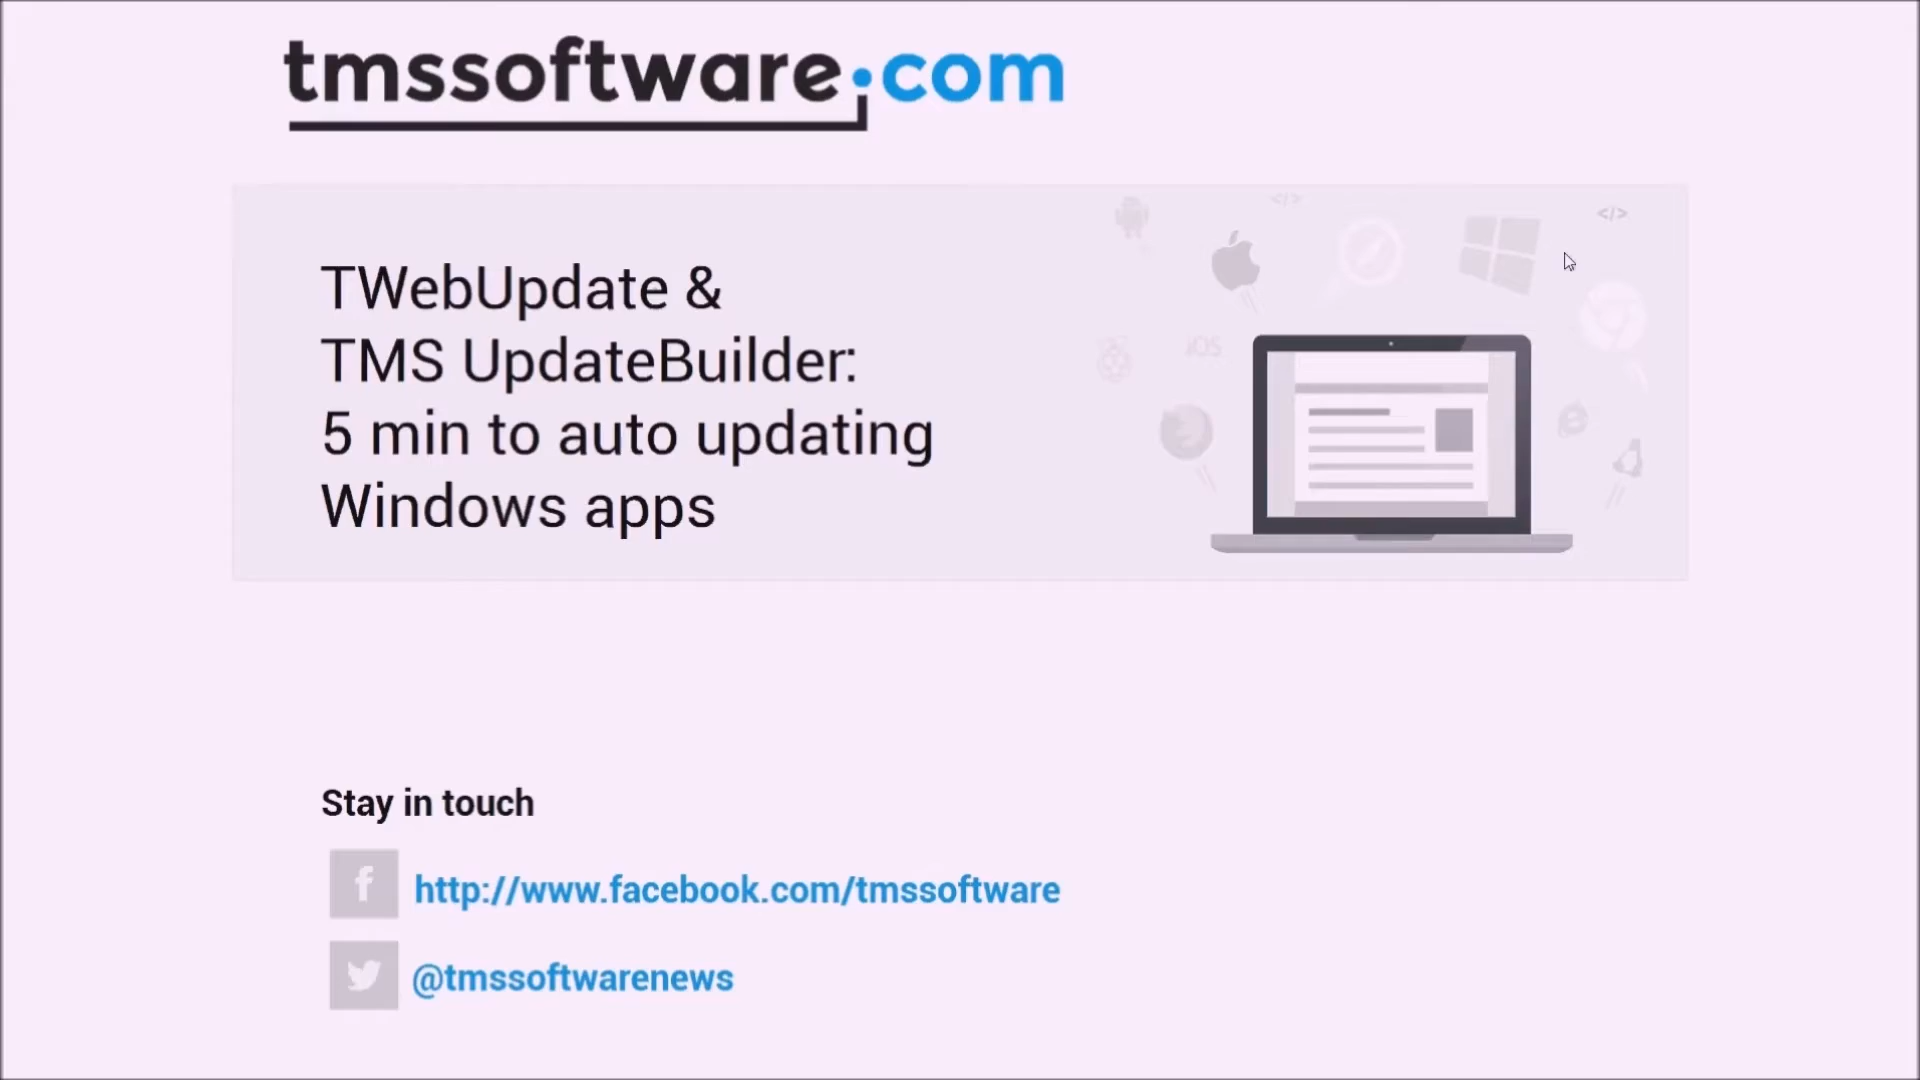 tmssoftware.com
</>
</>
TWebUpdate &
TMS UpdateBuilder:
iOS
5 min to auto updating
Windows apps
Stay in touch
f http://www.facebook.com/tmssoftware
@tmssoftwarenews